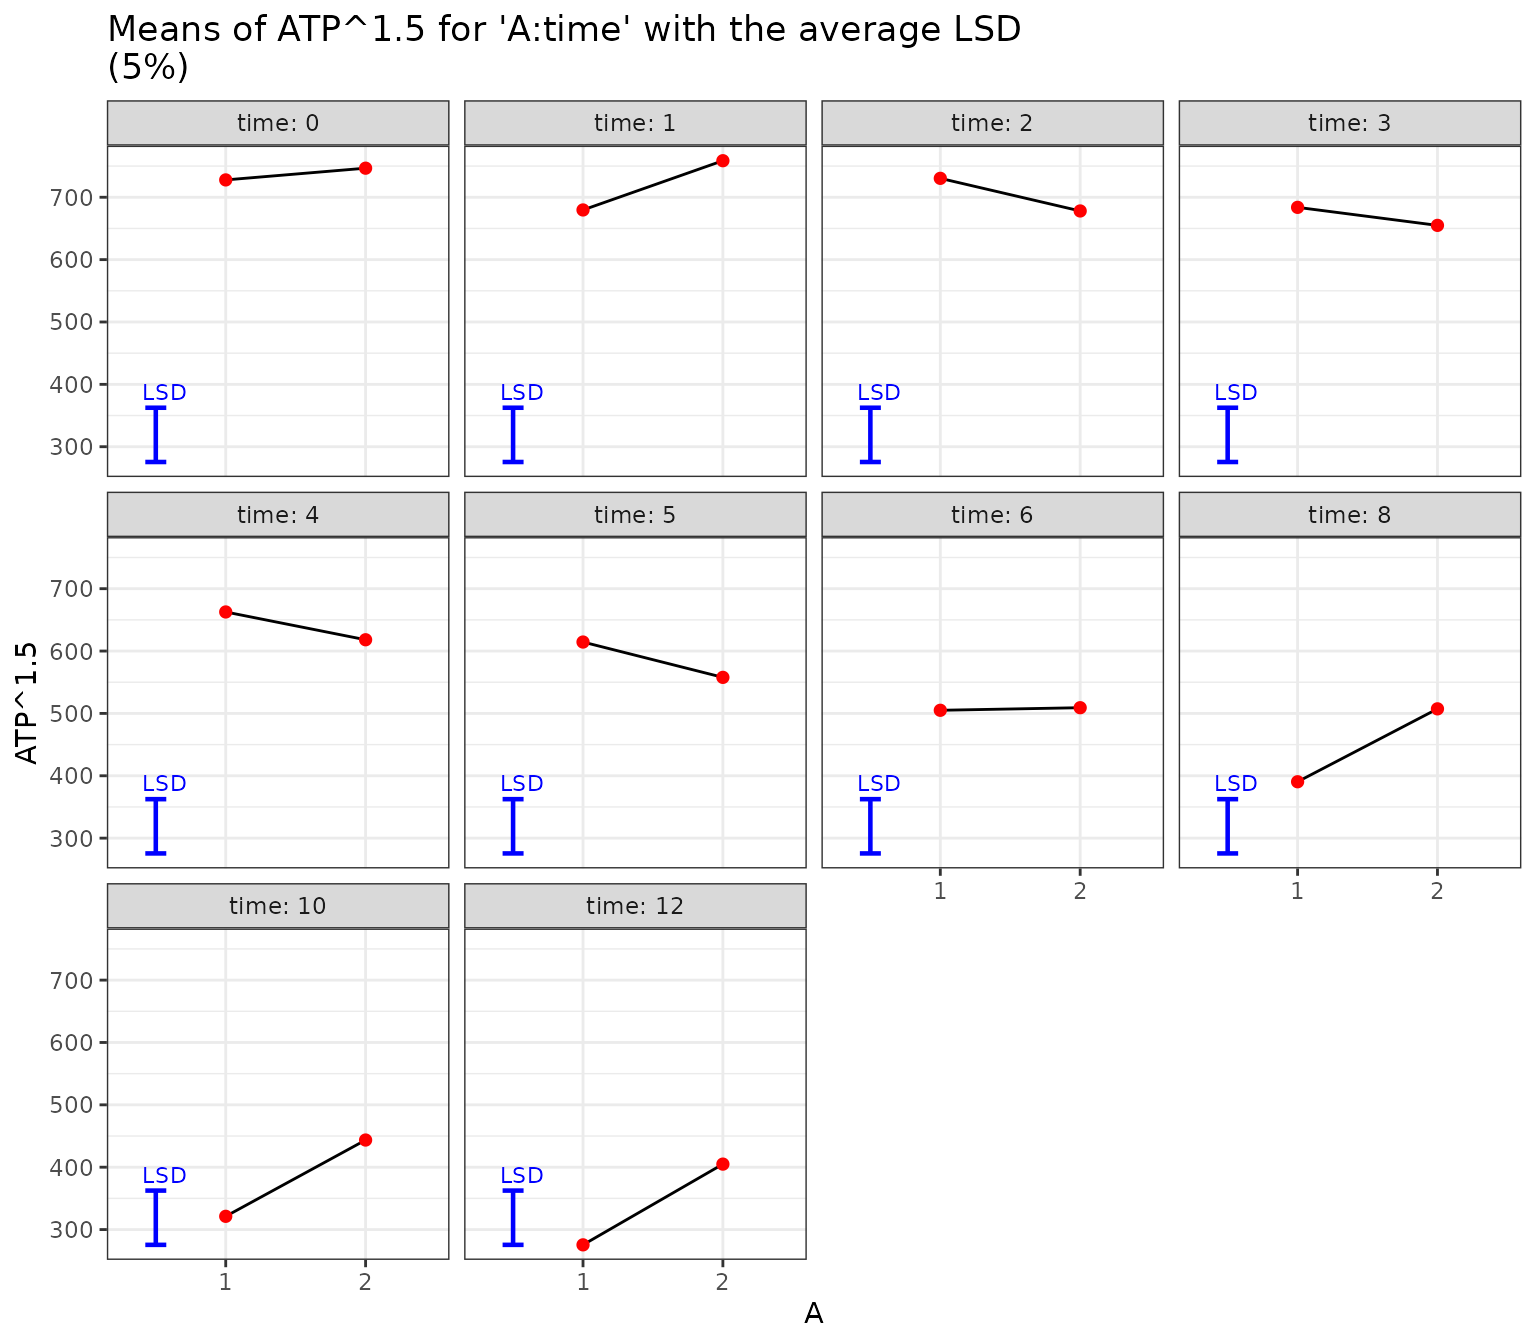 Means of ATP^1.5 for 'A:time' with the average LSD
(5%)
time: 0
time: 1
time: 2
time: 3
700
600
500
400
300
LSD
LSD
LSD
LSD
time: 4
time: 5
time: 6
time: 8
700
600
500
400
300
LSD
LSD
LSD
LSD
1
2
1
2
ATP^1.5
time: 10
time: 12
700
600
500
400
300
LSD
LSD
1
2
1
2
A